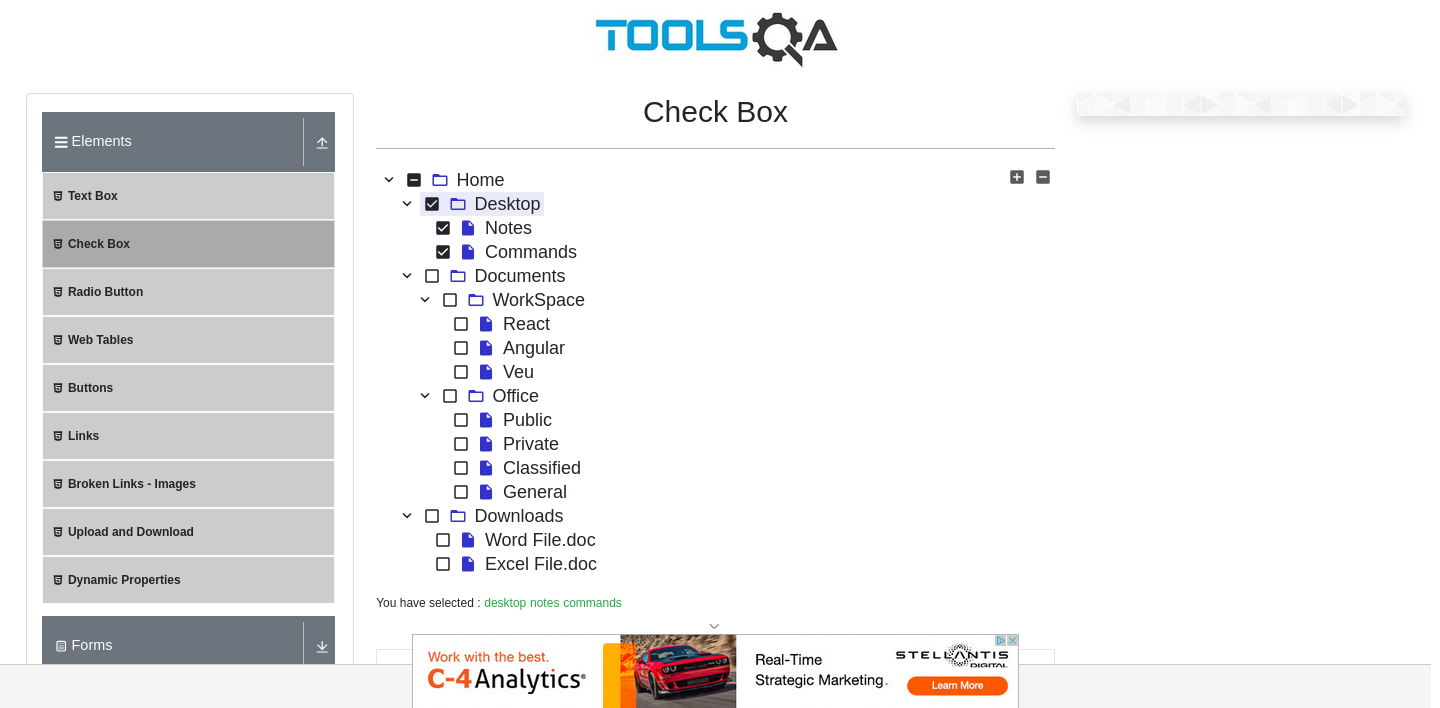 TOOLSQA
Elements
Text Box
Check Box
Radio Button
Web Tables
Buttons
Links
Broken Links - Images
Upload and Download
Dynamic Properties
Forms
Check Box
Home
Desktop
Notes
Commands
Documents
WorkSpace
React
Angular
Veu
Office
Public
Private
Classified
General
Downloads
Word File.doc
Excel File.doc
You have selected : desktop notes commands
Work with the best.
C-4 Analytics®
Real-Time
Strategic Marketing.
STELLANTIS
DIGITAL
Learn More